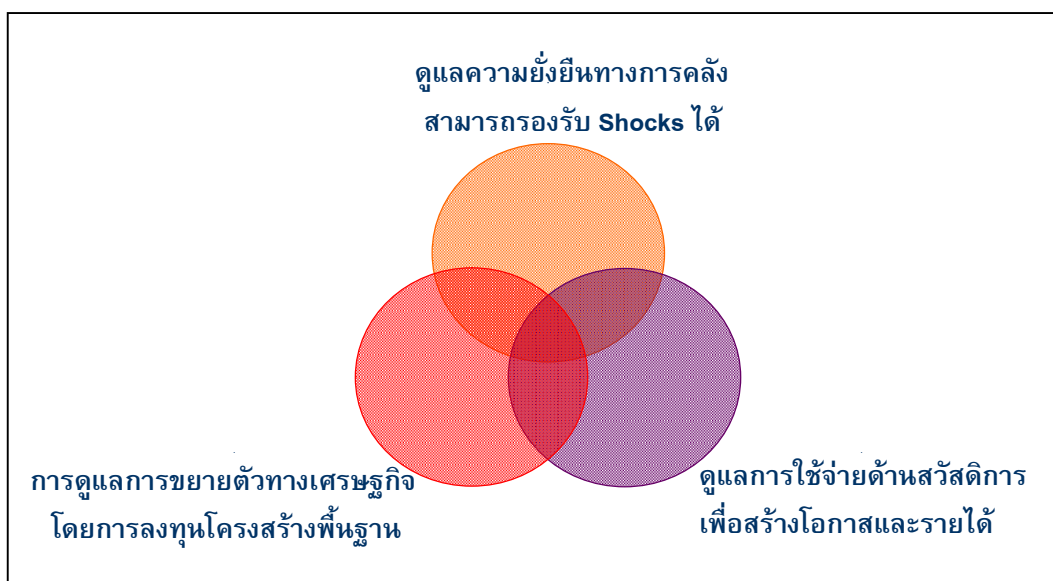 ดูแลความยั่งยืนทางการคลัง
สามารถรองรับ Shocks ได้
การดูแลการขยายตัวทางเศรษฐกิจ
โดยการลงทุนโครงสร้างพื้นฐาน
ดูแลการใช้จ่ายด้านสวัสดิการ
เพื่อสร้างโอกาสและรายได้